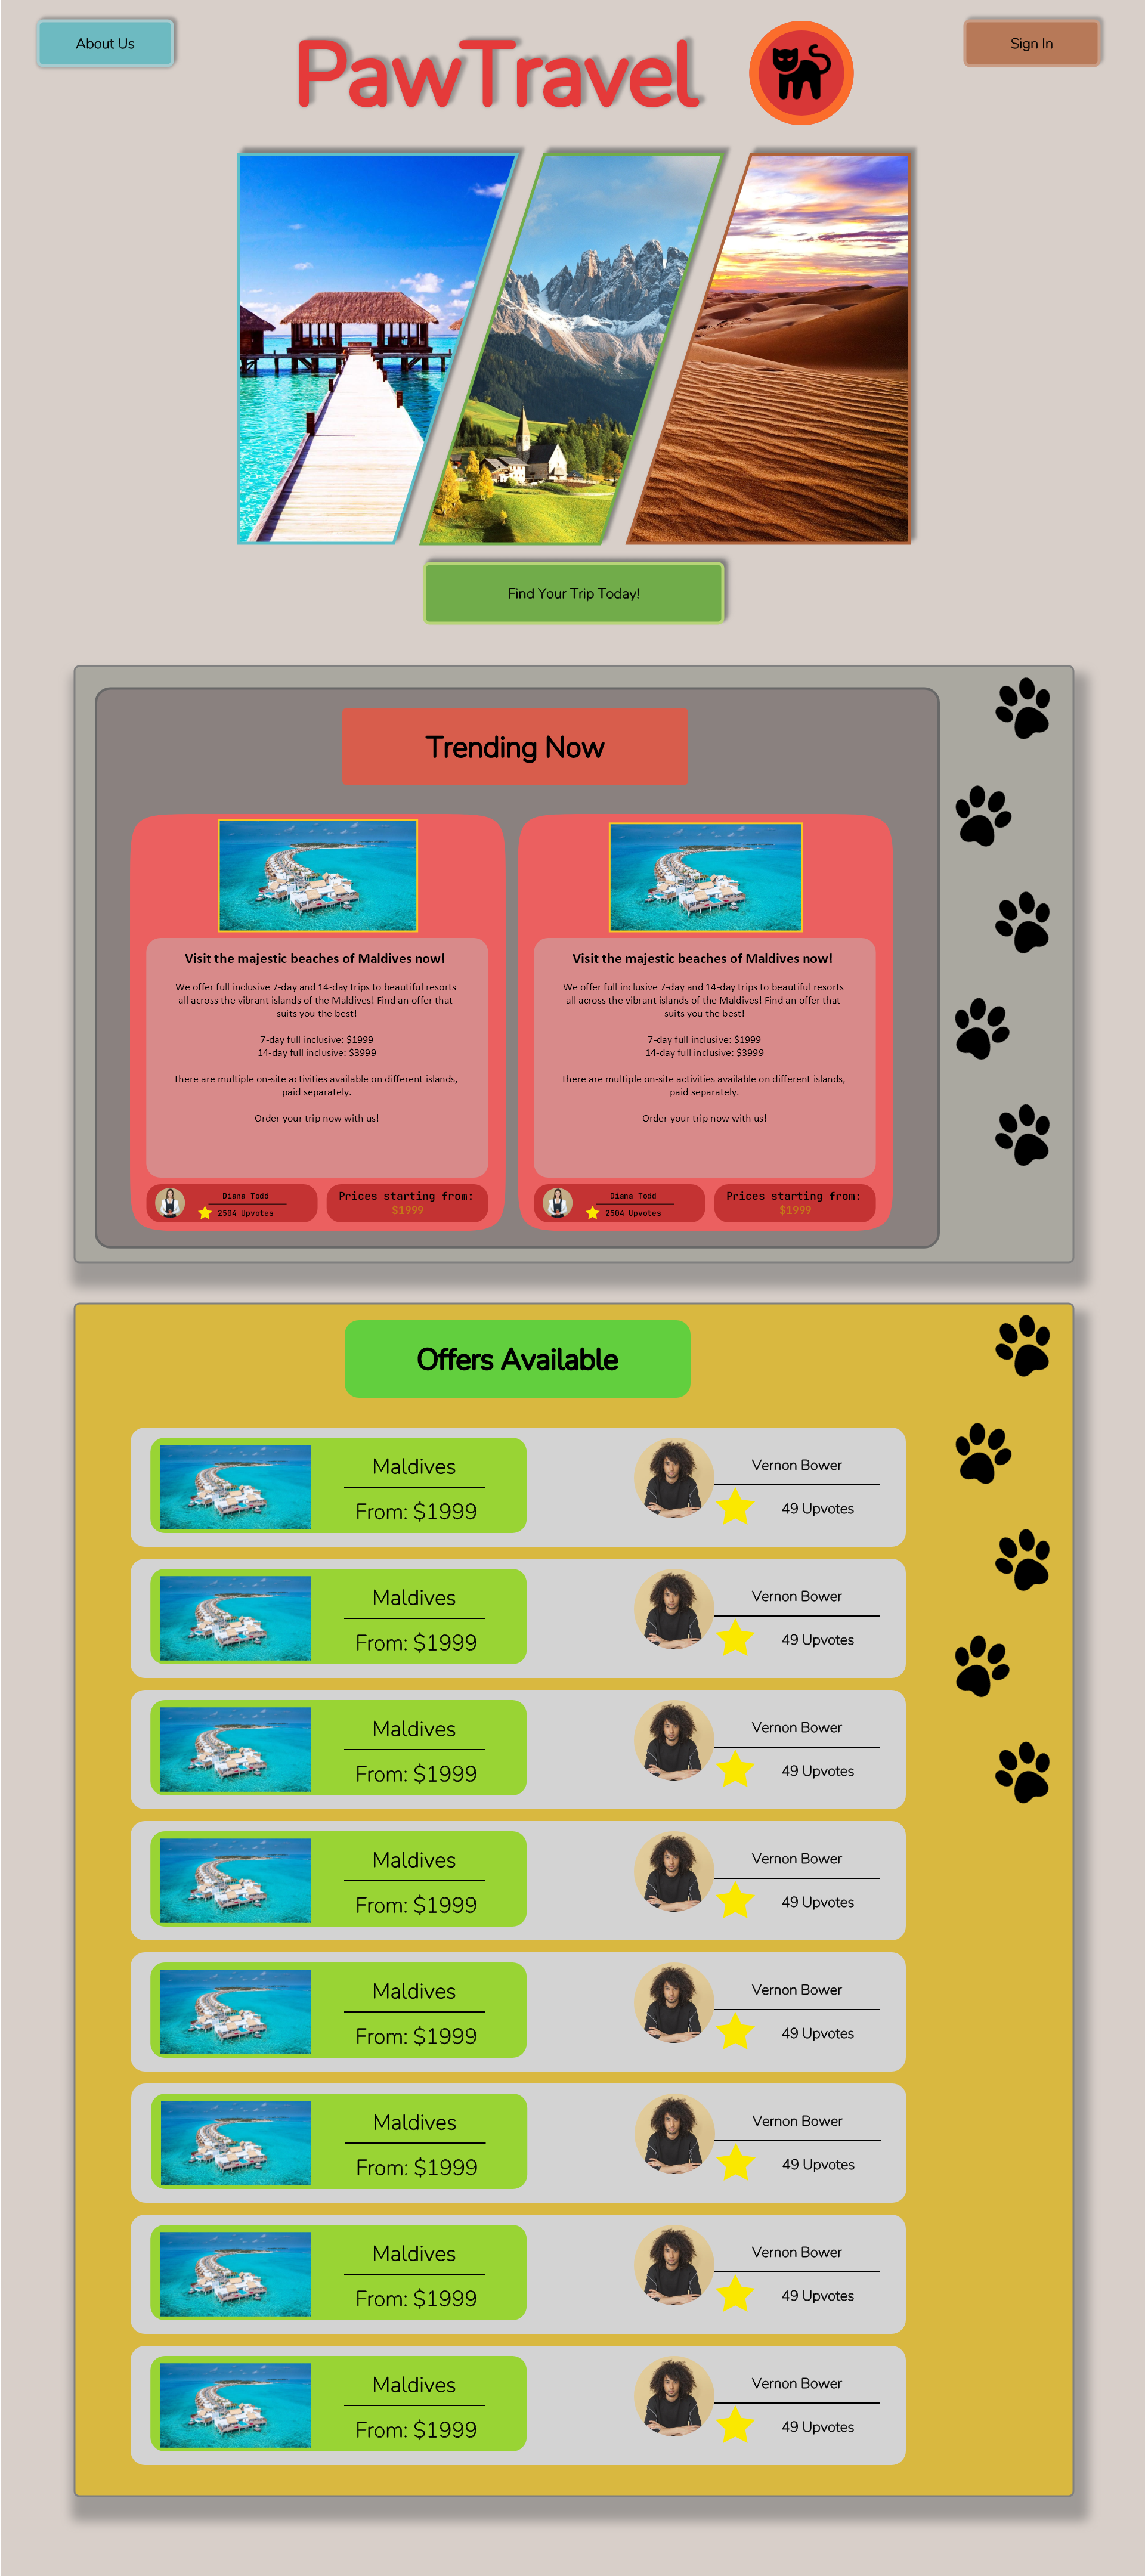 About Us
PawTravel
Sign In
Find Your Trip Today!
Trending Now
Visit the majestic beaches of Maldives now!
We offer full inclusive 7-day and 14-day trips to beautiful resorts
all across the vibrant islands of the Maldives! Find an offer that
suits you the best!
7-day full inclusive: $1999
14-day full inclusive: $3999
There are multiple on-site activities available on different islands,
paid separately.
Order your trip now with us!
Diana Todd
2504 Upvotes
Prices starting from:
$1999
Visit the majestic beaches of Maldives now!
We offer full inclusive 7-day and 14-day trips to beautiful resorts
all across the vibrant islands of the Maldives! Find an offer that
suits you the best!
7-day full inclusive: $1999
14-day full inclusive: $3999
There are multiple on-site activities available on different islands,
paid separately.
Order your trip now with us!
Diana Todd
2504 Upvotes
Prices starting from:
$1999
Offers Available
Maldives
From: $1999
Vernon Bower
49 Upvotes
Maldives
From: $1999
Vernon Bower
49 Upvotes
Maldives
From: $1999
Vernon Bower
49 Upvotes
Maldives
From: $1999
Vernon Bower
49 Upvotes
Maldives
From: $1999
Vernon Bower
49 Upvotes
Maldives
From: $1999
Vernon Bower
49 Upvotes
Maldives
From: $1999
Vernon Bower
49 Upvotes
Maldives
From: $1999
Vernon Bower
49 Upvotes